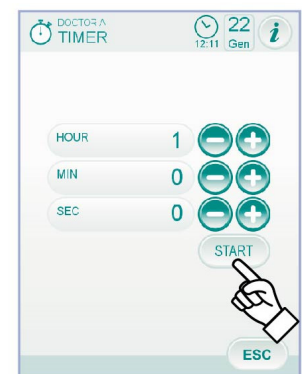 DOCTOR A
TIMER
12:11
22
Gen
i
HOUR 1
MIN 0
SEC 0
START
ESC